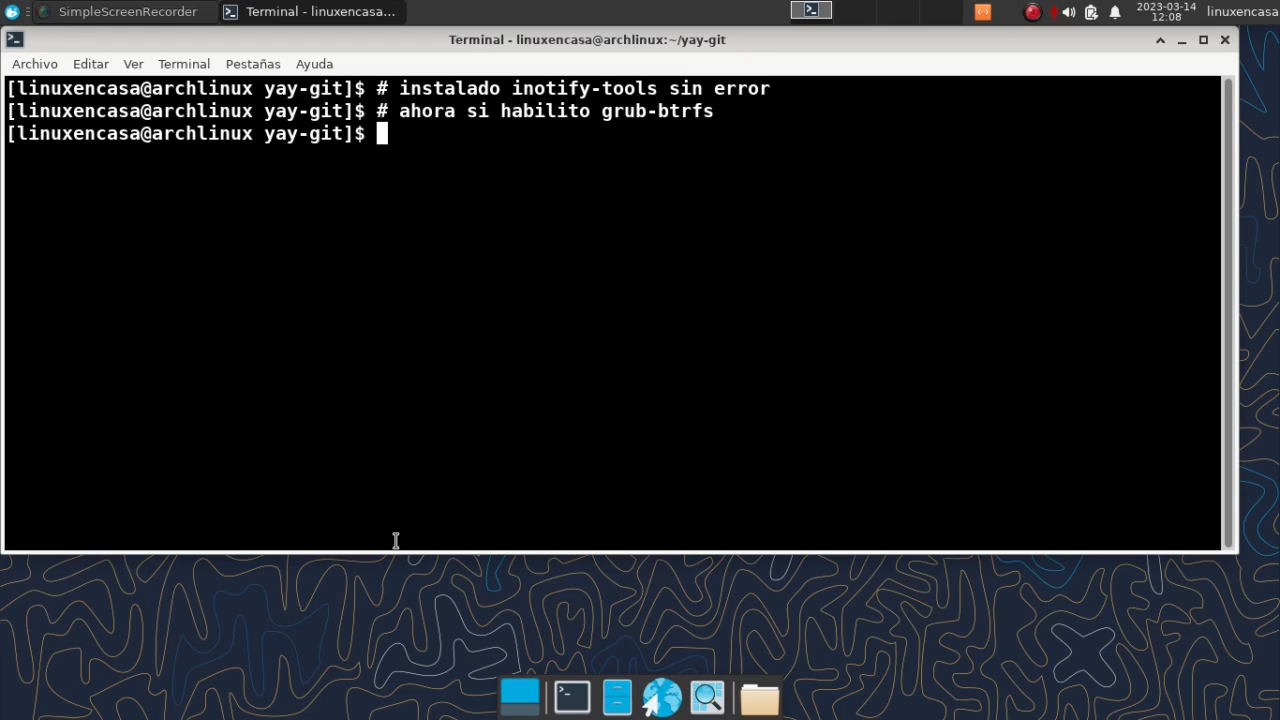 SimpleScreenRecorder
Terminal - linuxencasa...
2023-03-14
12:08
linuxencasa
Terminal - linuxencasa@archlinux:~/yay-git
Archivo Editar Ver Terminal Pestañas Ayuda
[linuxencasa@archlinux yay-git]$ # instalado inotify-tools sin error
[linuxencasa@archlinux yay-git]$ # ahora si habilito grub-btrfs
[linuxencasa@archlinux yay-git]$